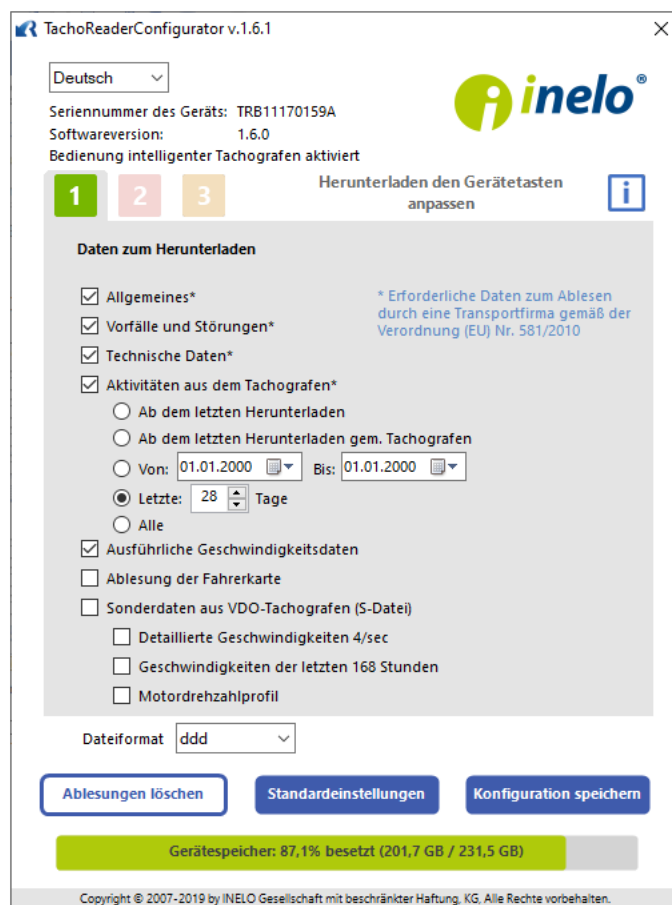 TachoReaderConfigurator v.1.6.1
Deutsch
inelo®
Seriennummer des Geräts: TRB11170159A
Softwareversion: 1.6.0
Bedienung intelligenter Tachografen aktiviert
1 2 3
Herunterladen den Gerätetasten
anpassen
i
Daten zum Herunterladen
Allgemeines*
Vorfälle und Störungen*
Technische Daten*
* Erforderliche Daten zum Ablesen
durch eine Transportfirma gemäß der
Verordnung (EU) Nr. 581/2010
Aktivitäten aus dem Tachografen*
Ab dem letzten Herunterladen
Ab dem letzten Herunterladen gem. Tachografen
Von: 01.01.2000 Bis: 01.01.2000
Letzte: 28 Tage
Alle
Ausführliche Geschwindigkeitsdaten
Ablesung der Fahrerkarte
Sonderdaten aus VDO-Tachografen (S-Datei)
Detaillierte Geschwindigkeiten 4/sec
Geschwindigkeiten der letzten 168 Stunden
Motordrehzahlprofil
Dateiformat ddd
Ablesungen löschen Standardeinstellungen Konfiguration speichern
Gerätespeicher: 87,1% besetzt (201,7 GB / 231,5 GB)
Copyright © 2007-2019 by INELO Gesellschaft mit beschränkter Haftung, KG, Alle Rechte vorbehalten.